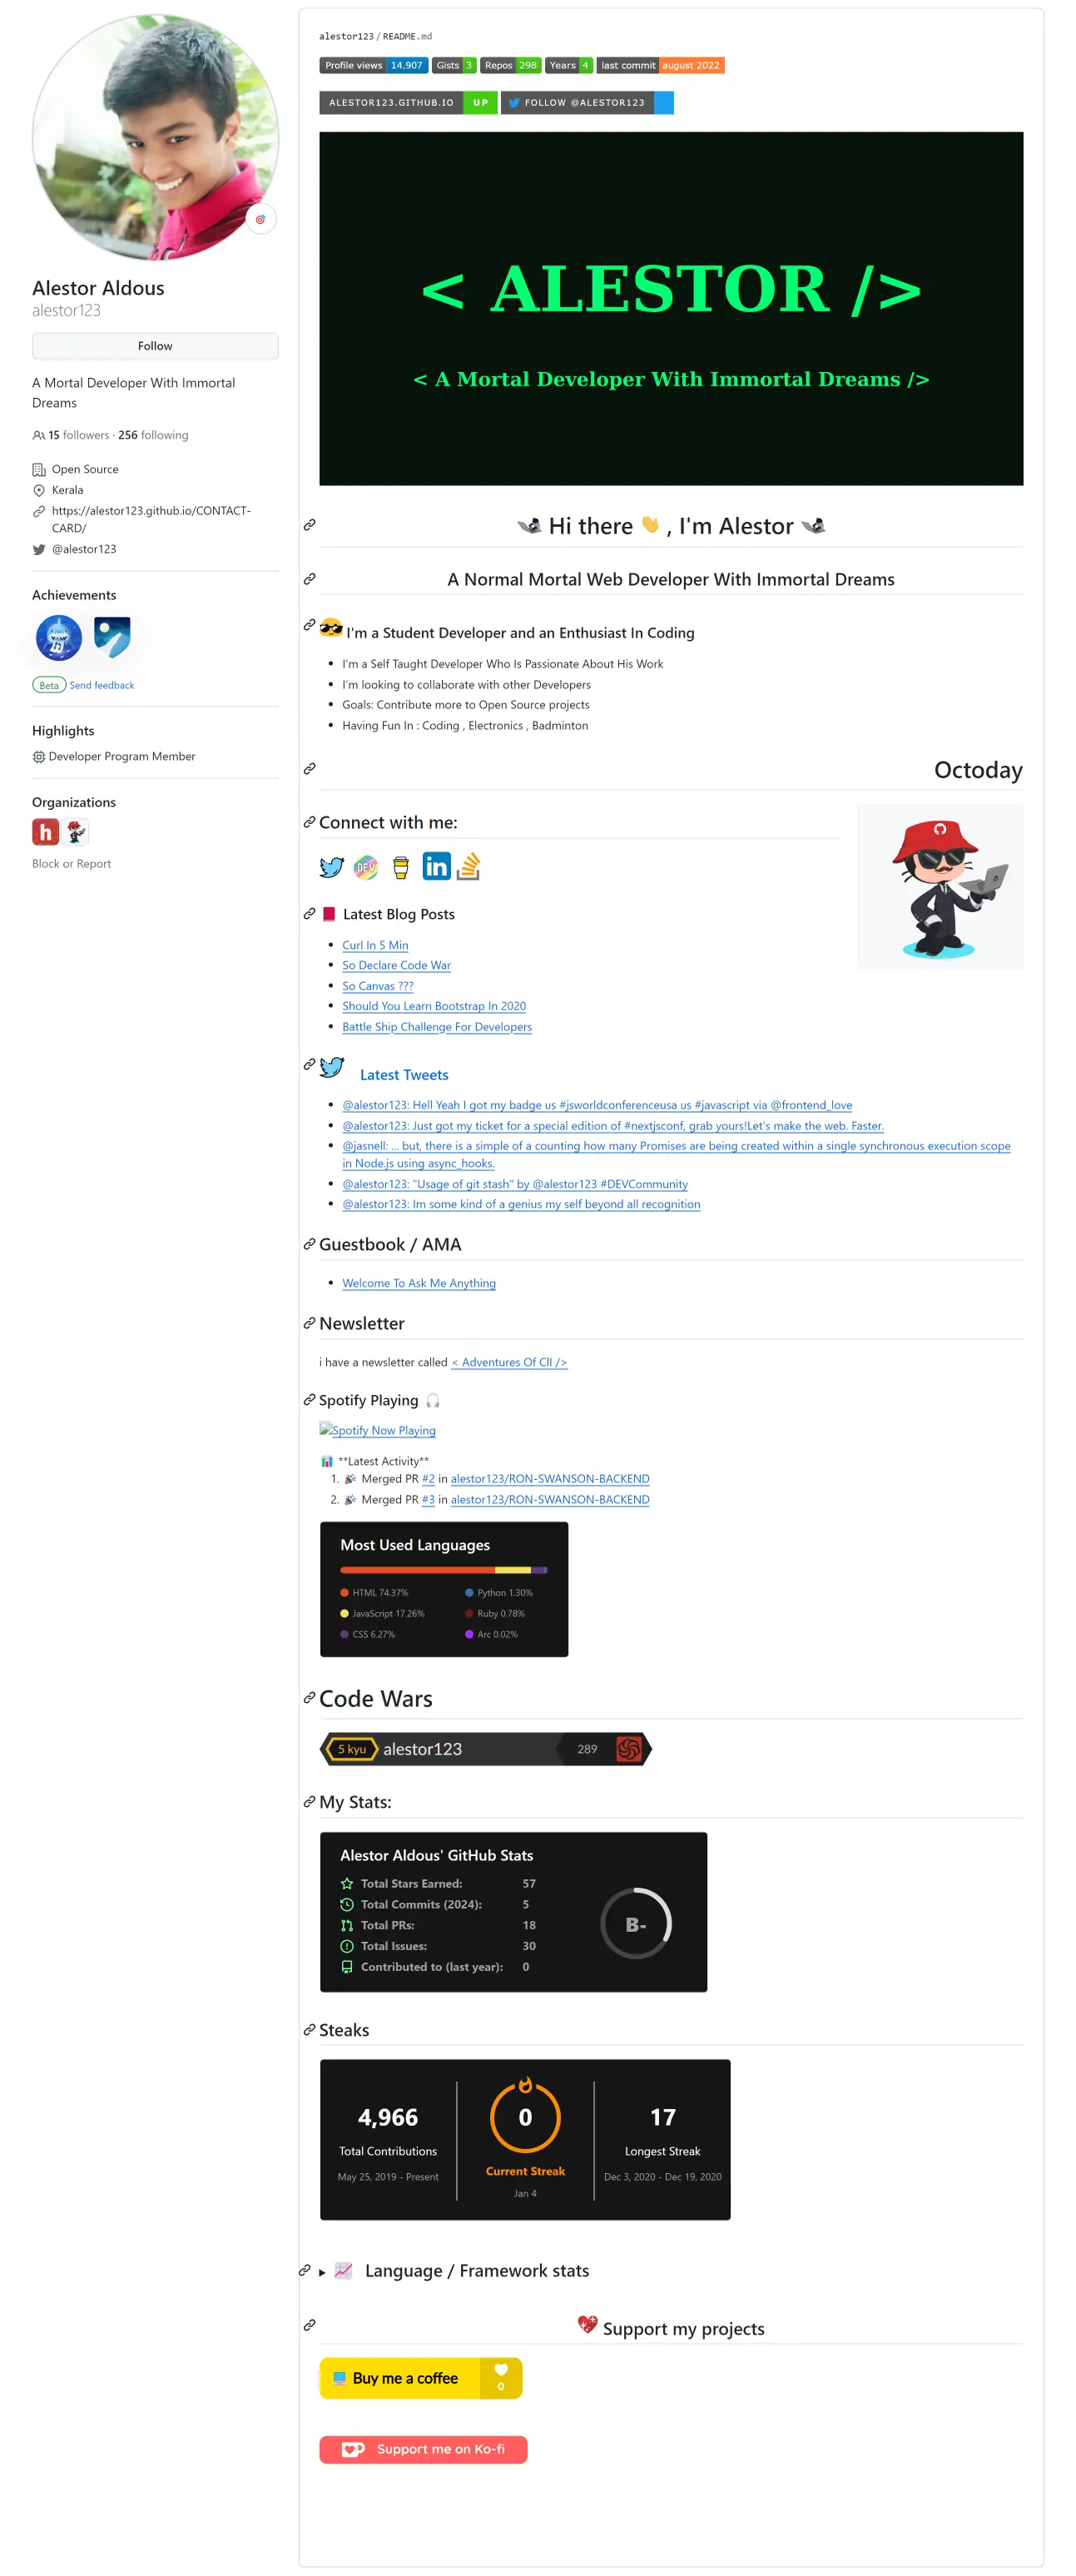 Alestor Aldous
alestor123
Follow
A Mortal Developer With Immortal
Dreams
15 followers · 256 following
Open Source
Kerala
https://alestor123.github.io/CONTACT-
CARD/
@alestor123
Achievements
Beta Send feedback
Highlights
Developer Program Member
Organizations
h
Block or Report
alestor123 / README.md
Profile views 14,907 Gists 3 Repos 298 Years 4 last commit august 2022
ALESTOR123.GITHUB.IO UP FOLLOW @ALESTOR123
< ALESTOR />
< A Mortal Developer With Immortal Dreams />
Hi there 👋 , I'm Alestor
A Normal Mortal Web Developer With Immortal Dreams
😎 I'm a Student Developer and an Enthusiast In Coding
• I'm a Self Taught Developer Who Is Passionate About His Work
• I'm looking to collaborate with other Developers
• Goals: Contribute more to Open Source projects
• Having Fun In : Coding , Electronics , Badminton
Octoday
Connect with me:
DEV in
📕 Latest Blog Posts
• Curl In 5 Min
• So Declare Code War
• So Canvas ???
• Should You Learn Bootstrap In 2020
• Battle Ship Challenge For Developers
Latest Tweets
• @alestor123: Hell Yeah I got my badge us #jsworldconferenceusa us #javascript via @frontend_love
• @alestor123: Just got my ticket for a special edition of #nextjsconf, grab yours!Let's make the web. Faster.
• @jasnell: ... but, there is a simple of a counting how many Promises are being created within a single synchronous execution scope
in Node.js using async_hooks.
• @alestor123: "Usage of git stash" by @alestor123 #DEVCommunity
• @alestor123: Im some kind of a genius my self beyond all recognition
Guestbook / AMA
• Welcome To Ask Me Anything
Newsletter
i have a newsletter called < Adventures Of ClI />
Spotify Playing 🎧
Spotify Now Playing
📊 **Latest Activity**
1. 🎉 Merged PR #2 in alestor123/RON-SWANSON-BACKEND
2. 🎉 Merged PR #3 in alestor123/RON-SWANSON-BACKEND
Most Used Languages
HTML 74.37% Python 1.30%
JavaScript 17.26% Ruby 0.78%
CSS 6.27% Arc 0.02%
Code Wars
5 kyu alestor123 289
My Stats:
Alestor Aldous' GitHub Stats
Total Stars Earned: 57
Total Commits (2024): 5
Total PRs: 18
Total Issues: 30
Contributed to (last year): 0
B-
Steaks
4,966 0 17
Total Contributions Current Streak Longest Streak
May 25, 2019 - Present Jan 4 Dec 3, 2020 - Dec 19, 2020
📈 Language / Framework stats
💖 Support my projects
Buy me a coffee 0
Support me on Ko-fi